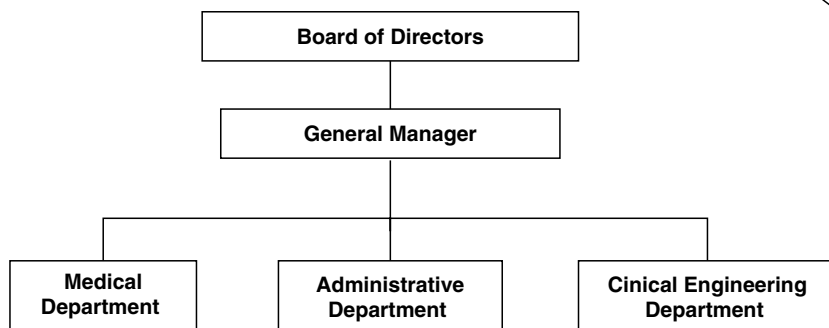 Board of Directors
General Manager
Medical
Department
Administrative
Department
Cinical Engineering
Department